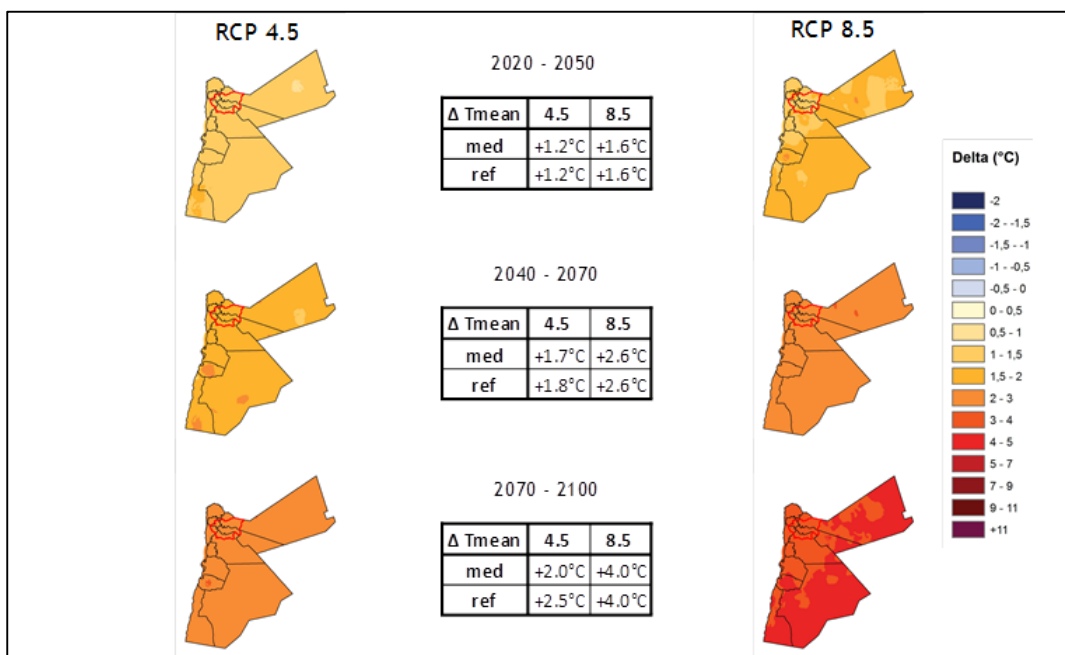 RCP 4.5
RCP 8.5
2020 - 2050
Δ Tmean 4.5 8.5
med +1.2°C +1.6°C
ref +1.2°C +1.6°C
2040 - 2070
Δ Tmean 4.5 8.5
med +1.7°C +2.6°C
ref +1.8°C +2.6°C
2070 - 2100
Δ Tmean 4.5 8.5
med +2.0°C +4.0°C
ref +2.5°C +4.0°C
Delta (°C)
-2
-2 - -1,5
-1,5 - -1
-1 - -0,5
-0,5 - 0
0 - 0,5
0,5 - 1
1 - 1,5
1,5 - 2
2 - 3
3 - 4
4 - 5
5 - 7
7 - 9
9 - 11
+11